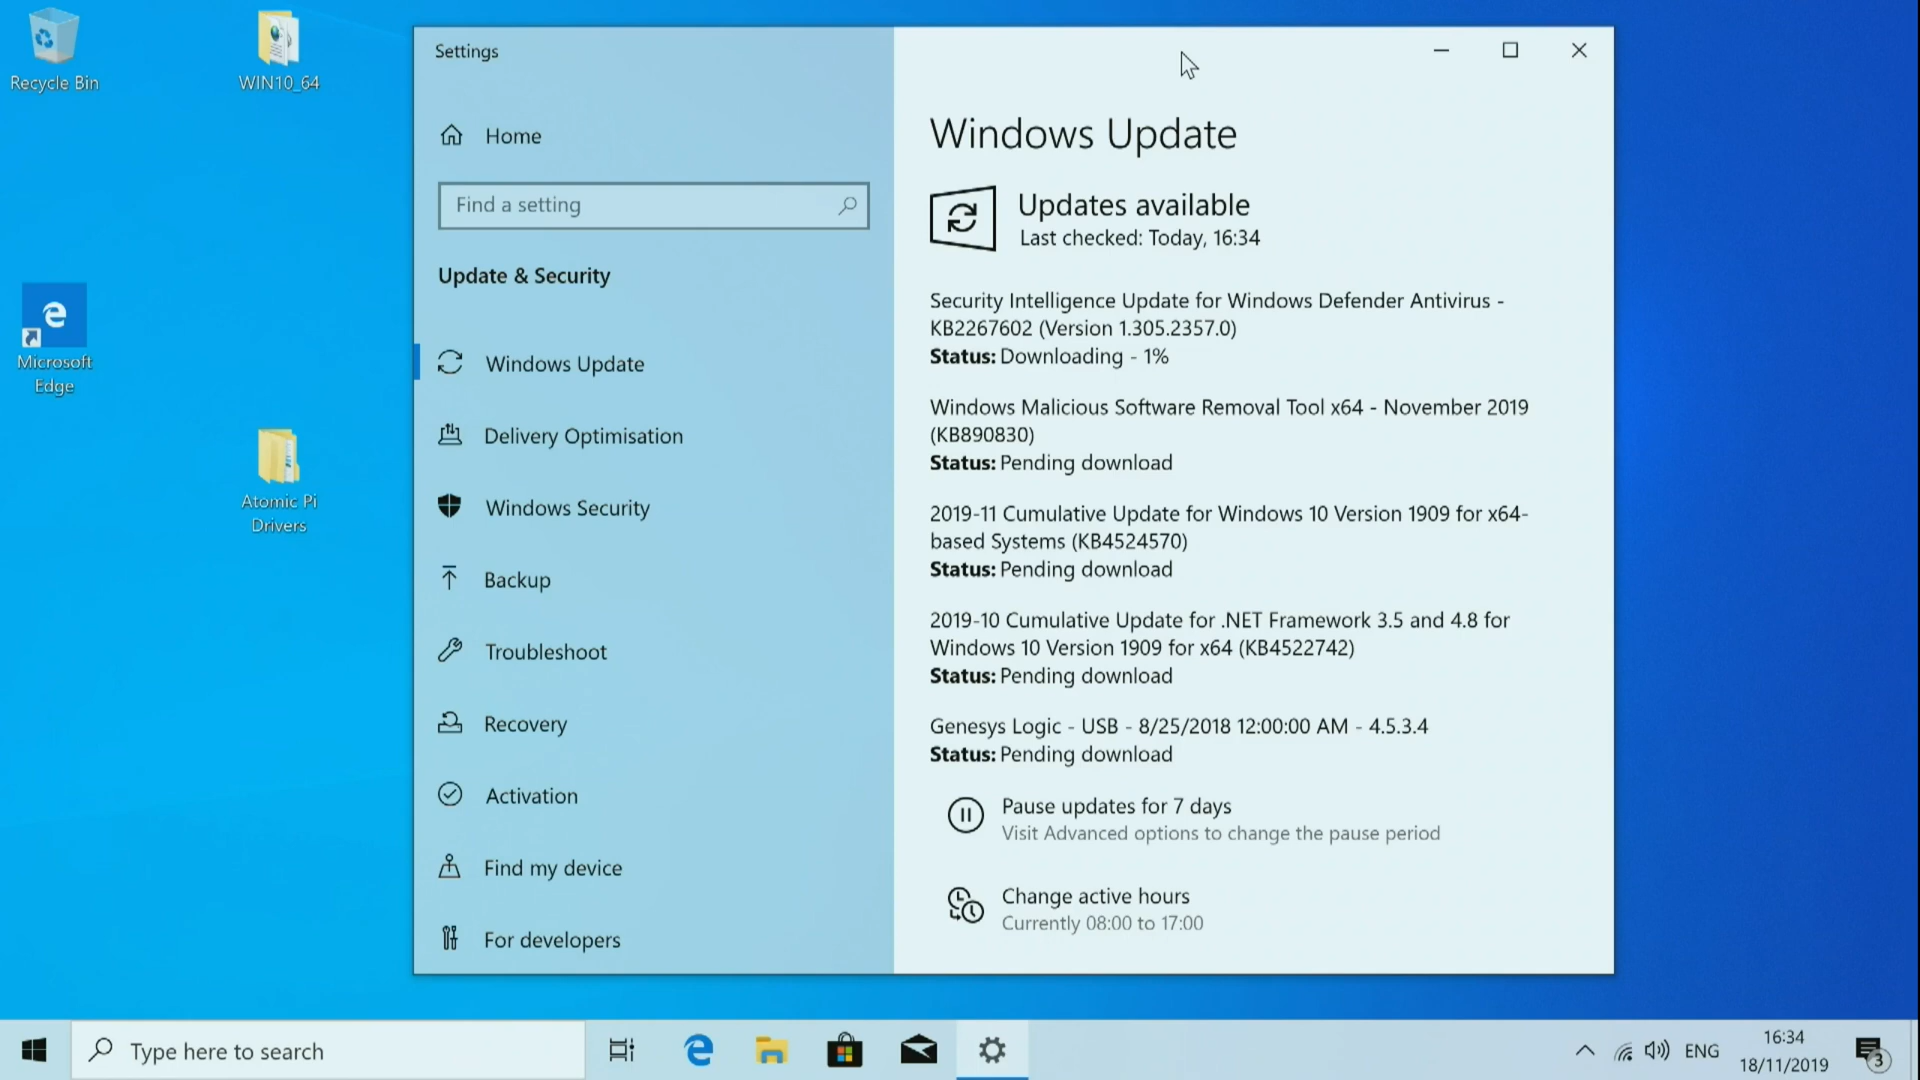 Recycle Bin
WIN10_64
Microsoft
Edge
Atomic Pi
Drivers
Settings
Home
Find a setting
Update & Security
Windows Update
Delivery Optimisation
Windows Security
Backup
Troubleshoot
Recovery
Activation
Find my device
For developers
Windows Update
Updates available
Last checked: Today, 16:34
Security Intelligence Update for Windows Defender Antivirus -
KB2267602 (Version 1.305.2357.0)
Status: Downloading - 1%
Windows Malicious Software Removal Tool x64 - November 2019
(KB890830)
Status: Pending download
2019-11 Cumulative Update for Windows 10 Version 1909 for x64-
based Systems (KB4524570)
Status: Pending download
2019-10 Cumulative Update for .NET Framework 3.5 and 4.8 for
Windows 10 Version 1909 for x64 (KB4522742)
Status: Pending download
Genesys Logic - USB - 8/25/2018 12:00:00 AM - 4.5.3.4
Status: Pending download
Pause updates for 7 days
Visit Advanced options to change the pause period
Change active hours
Currently 08:00 to 17:00
Type here to search
ENG
16:34
18/11/2019
3